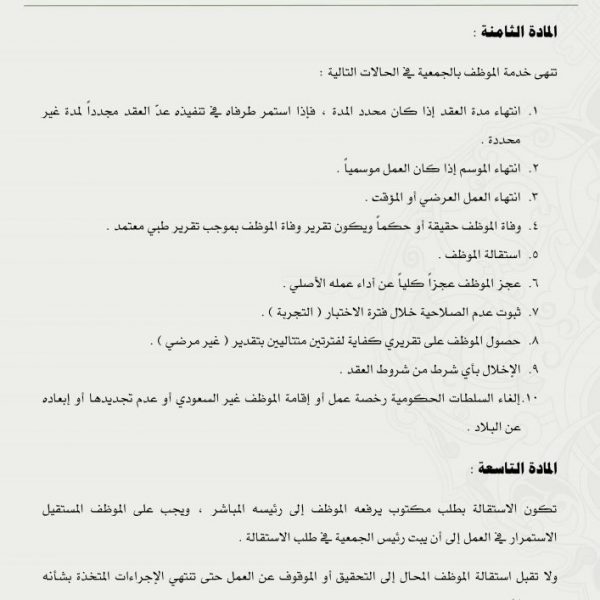 المادة الثامنة :
تنهى خدمة الموظف بالجمعية في الحالات التالية :
١. انتهاء مدة العقد إذا كان محدد المدة ، فإذا استمر طرفاه في تنفيذه عدّ العقد مجدداً لمدة غير
محددة .
٢. انتهاء الموسم إذا كان العمل موسمياً .
٣. انتهاء العمل العرضي أو المؤقت .
٤. وفاة الموظف حقيقة أو حكماً ويكون تقرير وفاة الموظف بموجب تقرير طبي معتمد .
٥. استقالة الموظف .
٦. عجز الموظف عجزاً كلياً عن أداء عمله الأصلي .
٧. ثبوت عدم الصلاحية خلال فترة الاختبار ( التجربة ) .
٨. حصول الموظف على تقريري كفاية لفترتين متتاليين بتقدير ( غير مرضي ) .
٩. الإخلال بأي شرط من شروط العقد .
١٠. إلغاء السلطات الحكومية رخصة عمل أو إقامة الموظف غير السعودي أو عدم تجديدها أو إبعاده
عن البلاد .
المادة التاسعة :
تكون الاستقالة بطلب مكتوب يرفعه الموظف إلى رئيسه المباشر ، ويجب على الموظف المستقيل
الاستمرار في العمل إلى أن يبت رئيس الجمعية في طلب الاستقالة .
ولا تقبل استقالة الموظف المحال إلى التحقيق أو الموقوف عن العمل حتى تنتهي الإجراءات المتخذة بشأنه